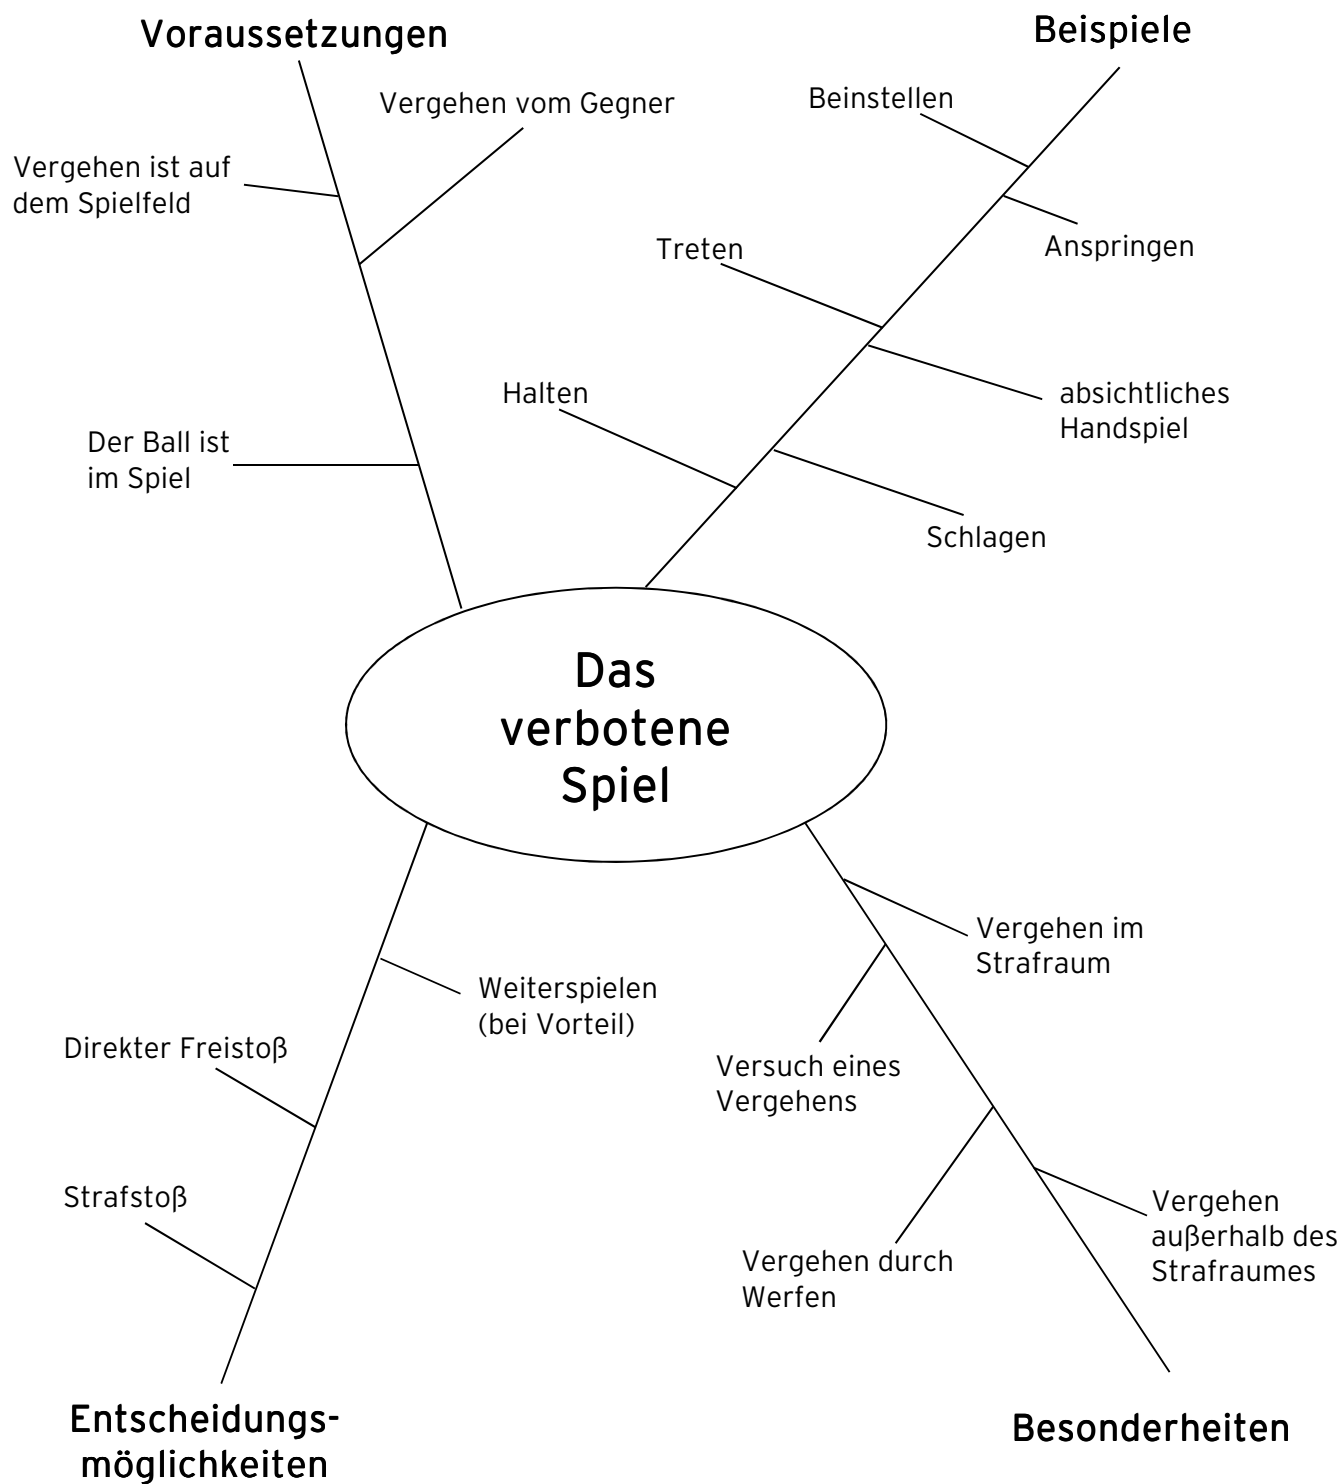 Voraussetzungen
Vergehen vom Gegner
Vergehen ist auf
dem Spielfeld
Der Ball ist
im Spiel
Beispiele
Beinstellen
Anspringen
Treten
absichtliches
Handspiel
Halten
Schlagen
Das
verbotene
Spiel
Weiterspielen
(bei Vorteil)
Direkter Freistoß
Strafstoß
Entscheidungs-
möglichkeiten
Vergehen im
Strafraum
Versuch eines
Vergehens
Vergehen durch
Werfen
Vergehen
außerhalb des
Strafraumes
Besonderheiten